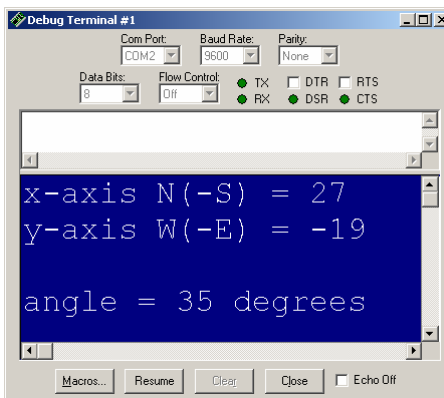 Debug Terminal #1
Com Port: Baud Rate: Parity:
COM2 9600 None
Data Bits: Flow Control: TX DTR RTS
8 Off RX DSR CTS
x-axis N(-S) = 27
y-axis W(-E) = -19
angle = 35 degrees
Macros... Resume Clear Close Echo Off